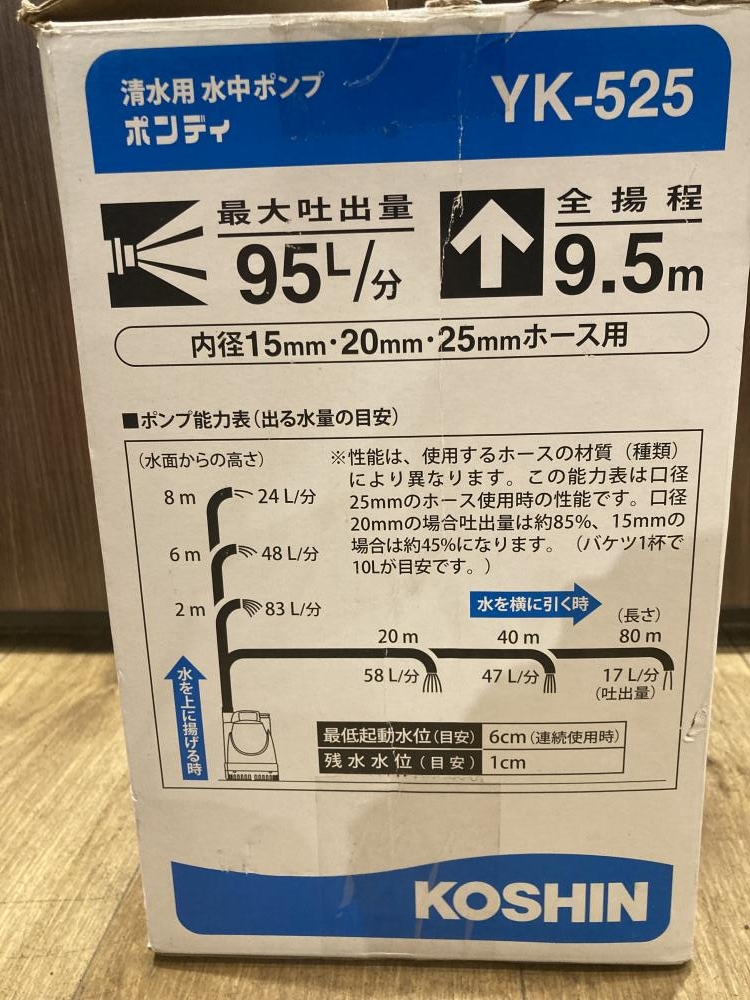 清水用 水中ポンプ
ポンディ
YK-525
最大吐出量
95L/分
全揚程
9.5m
内径15mm・20mm・25mmホース用
■ポンプ能力表(出る水量の目安)
(水面からの高さ)
※性能は、使用するホースの材質(種類)
により異なります。この能力表は口径
25mmのホース使用時の性能です。口径
20mmの場合吐出量は約85%、15mmの
場合は約45%になります。(バケツ1杯で
10Lが目安です。)
8 m 24 L/分
6 m 48 L/分
2 m 83 L/分
水を横に引く時
(長さ)
20 m 40 m 80 m
58 L/分 47 L/分 17 L/分
(吐出量)
水を上に揚げる時
最低起動水位(目安) 6cm(連続使用時)
残水水位(目安) 1cm
KOSHIN